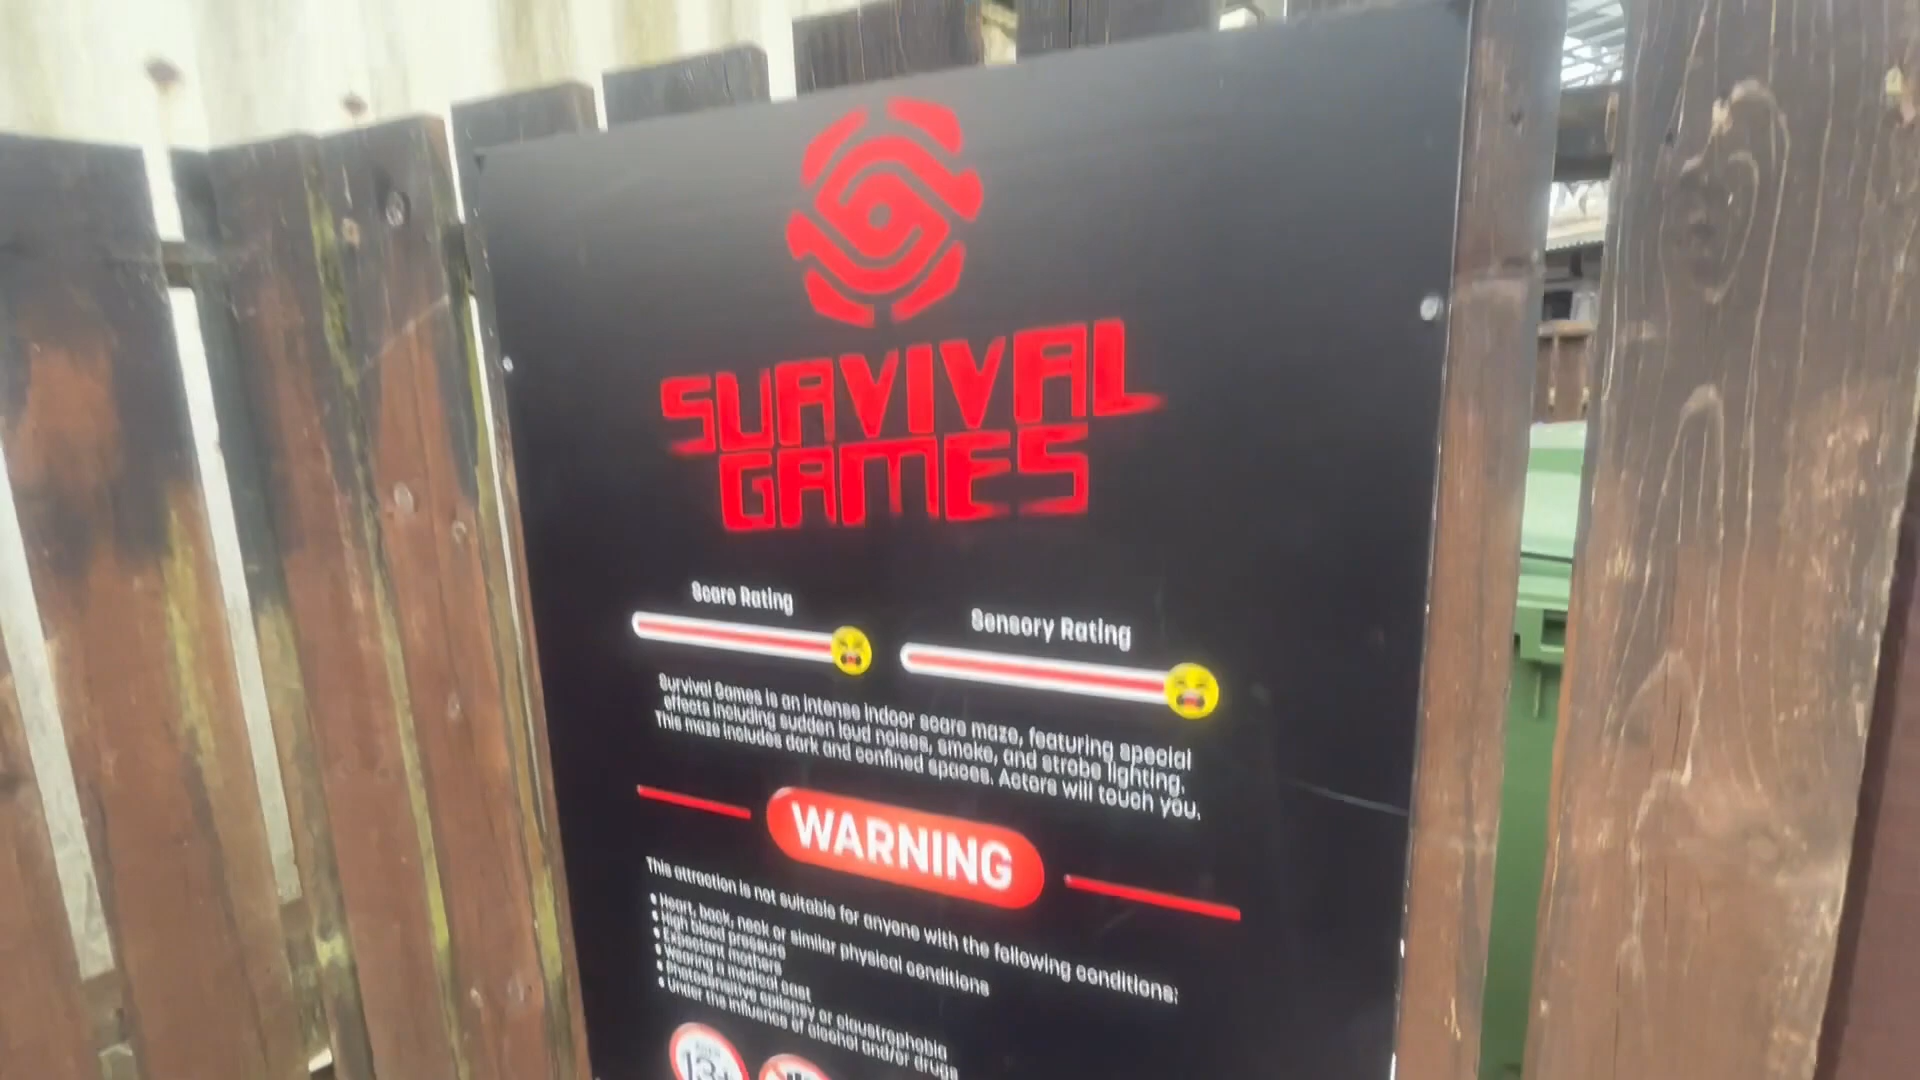 SURVIVAL
GAMES
Scare Rating
Sensory Rating
Survival Games is an intense indoor scare maze, featuring special
effects including sudden loud noises, smoke, and strobe lighting.
This maze includes dark and confined spaces. Actors will touch you.
WARNING
This attraction is not suitable for anyone with the following conditions:
• Heart, back, neck or similar physical conditions
• High blood pressure
• Expectant mothers
• Wearing a medical cast
• Photosensitive epilepsy or claustrophobia
• Under the influence of alcohol and/or drugs
13+